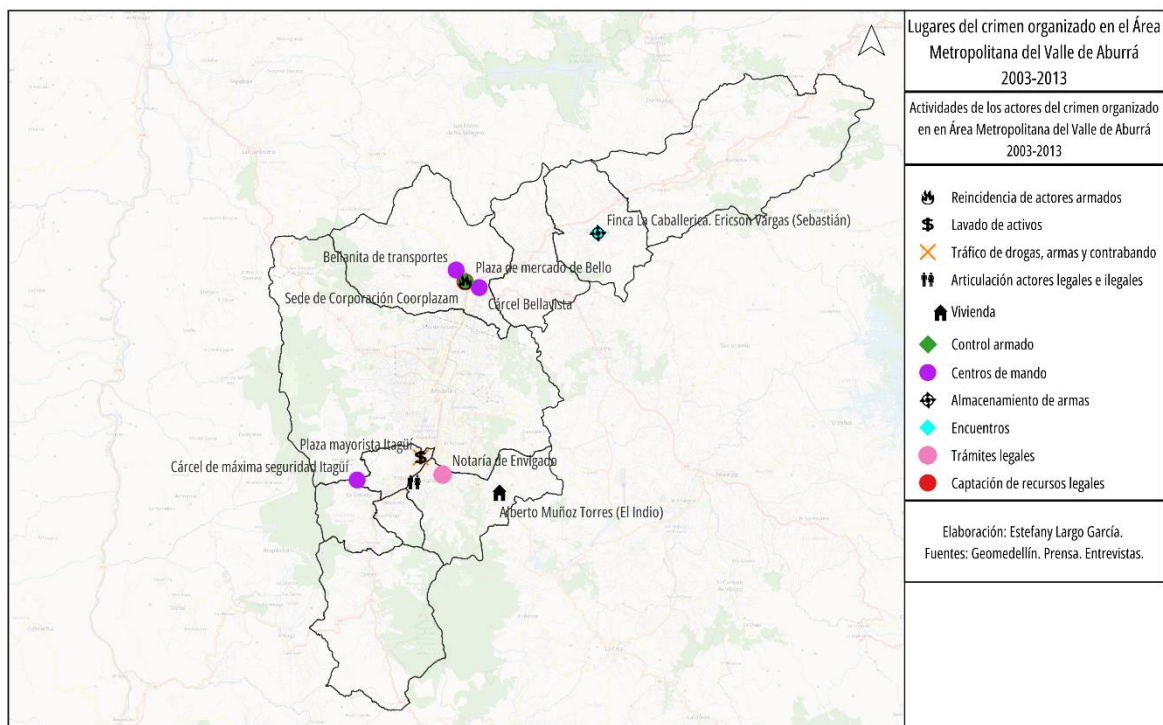 Lugares del crimen organizado en el Área
Metropolitana del Valle de Aburrá
2003-2013
Actividades de los actores del crimen organizado
en en Área Metropolitana del Valle de Aburrá
2003-2013
Reincidencia de actores armados
Lavado de activos
Tráfico de drogas, armas y contrabando
Articulación actores legales e ilegales
Vivienda
Control armado
Centros de mando
Almacenamiento de armas
Encuentros
Trámites legales
Captación de recursos legales
Elaboración: Estefany Largo García.
Fuentes: Geomedellín. Prensa. Entrevistas.
Finca La Caballerica. Ericson Vargas (Sebastián)
Bellanita de transportes
Plaza de mercado de Bello
Sede de Corporación Coorplazam
Cárcel Bellavista
Plaza mayorista Itagüí
Notaría de Envigado
Cárcel de máxima seguridad Itagüí
Alberto Muñoz Torres (El Indio)